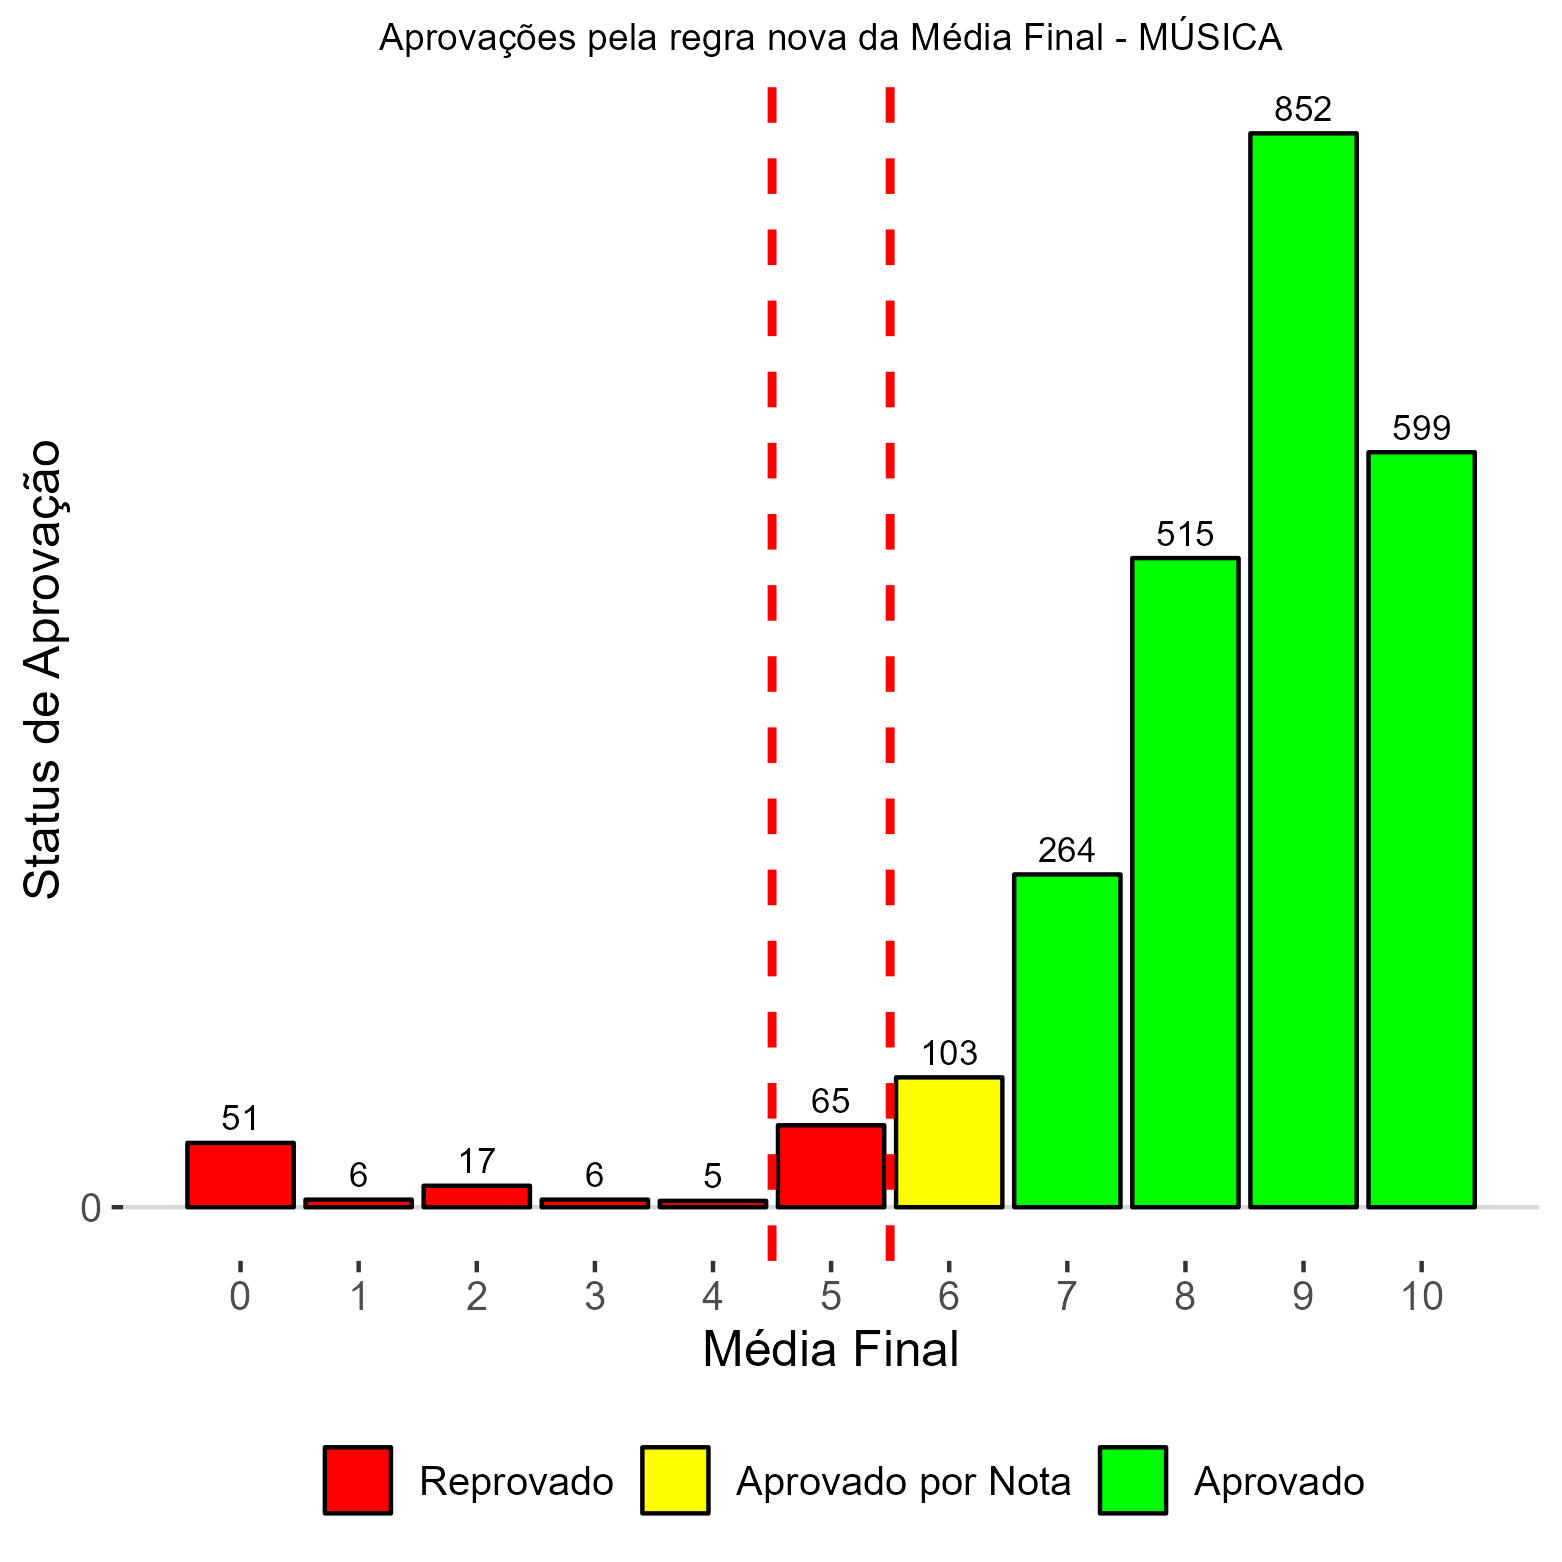 Aprovações pela regra nova da Média Final - MÚSICA
852
599
515
264
103
65
51
6
17
6
5
Status de Aprovação
0
0 1 2 3 4 5 6 7 8 9 10
Média Final
Reprovado Aprovado por Nota Aprovado